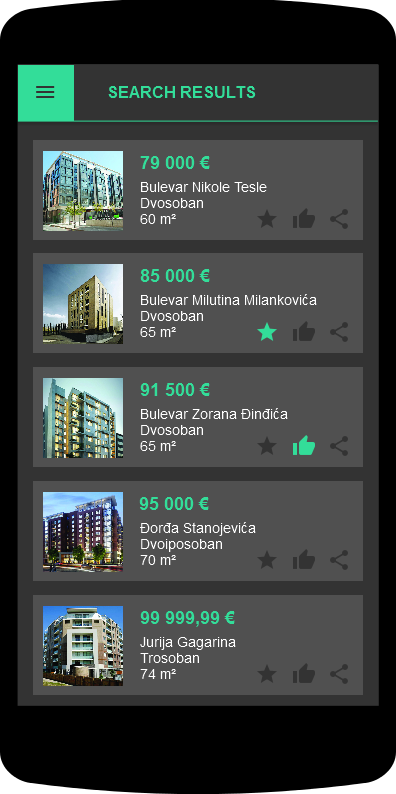 SEARCH RESULTS
79 000 €
Bulevar Nikole Tesle
Dvosoban
60 m²
85 000 €
Bulevar Milutina Milankovića
Dvosoban
65 m²
91 500 €
Bulevar Zorana Đinđića
Dvosoban
65 m²
95 000 €
Đorđa Stanojevića
Dvoiposoban
70 m²
99 999,99 €
Jurija Gagarina
Trosoban
74 m²